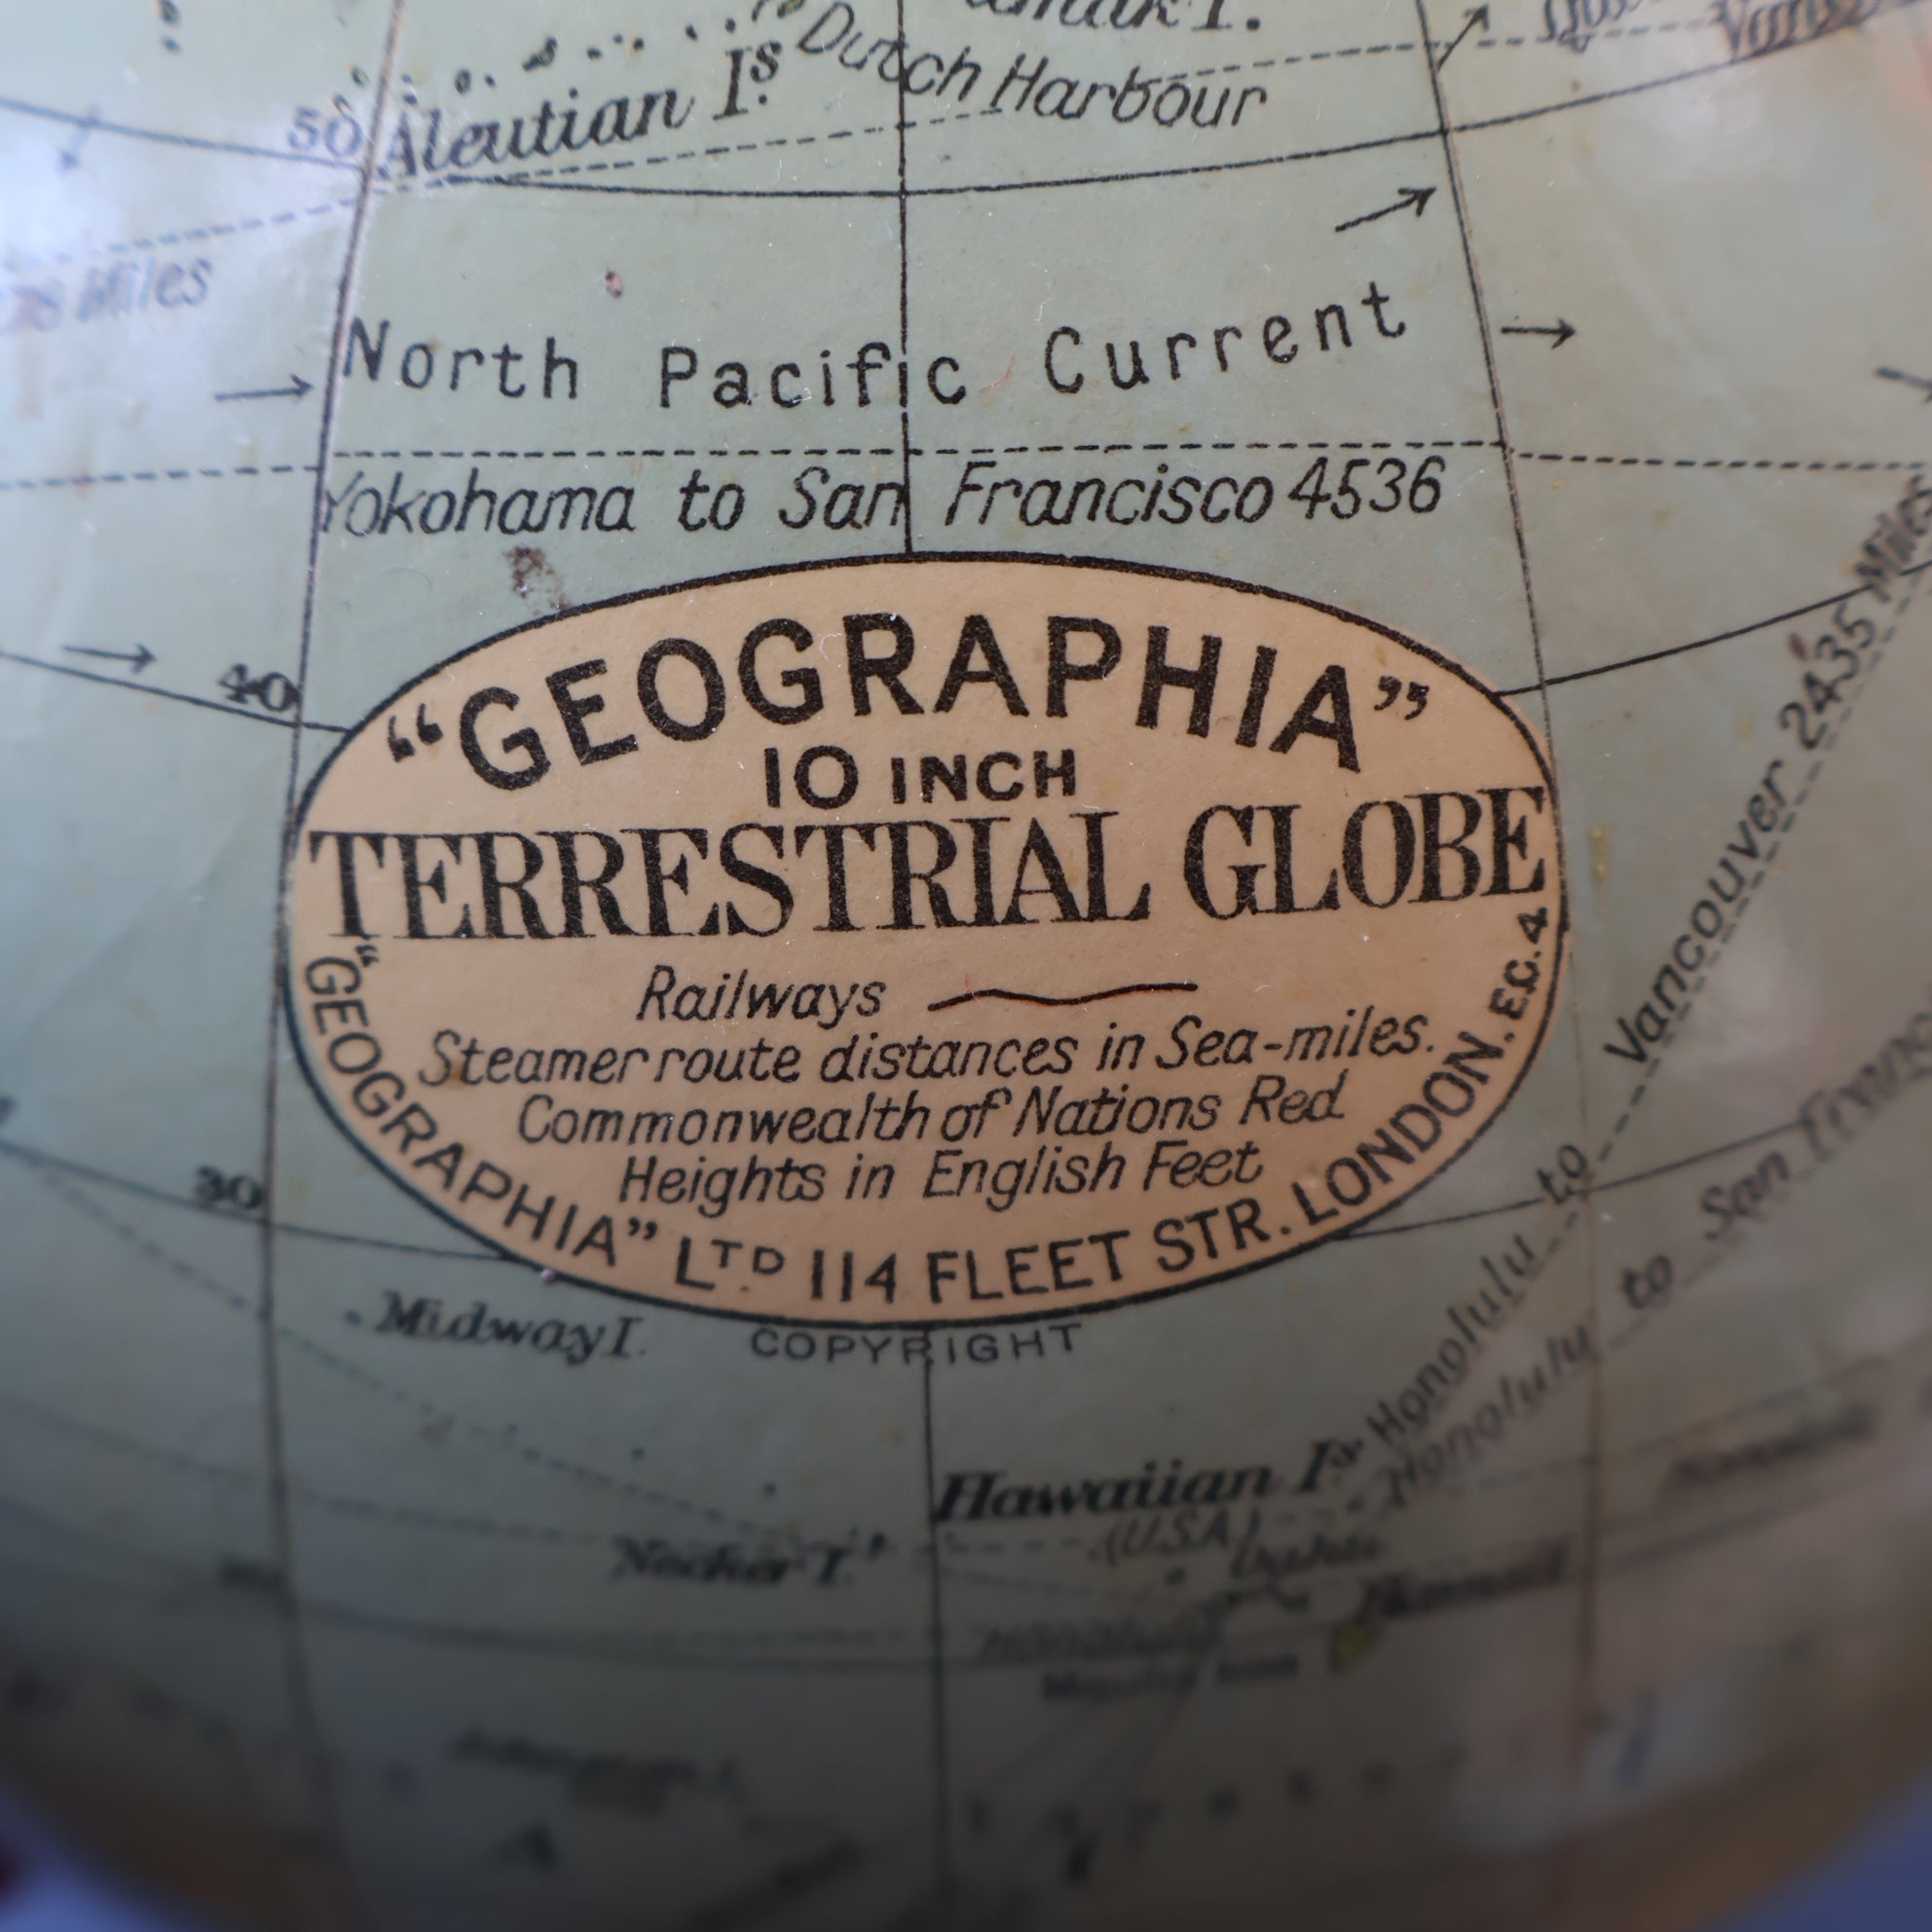 Aleutian Is.
Dutch Harbour
50
Miles
North Pacific Current
Yokohama to San Francisco 4536
40
“GEOGRAPHIA”
10 INCH
TERRESTRIAL GLOBE
Railways
Steamer route distances in Sea-miles.
Commonwealth of Nations Red
Heights in English Feet
“GEOGRAPHIA” LTD 114 FLEET STR. LONDON. E.C.4
COPYRIGHT
30
Midway I.
Honolulu to Vancouver 2435 Miles
Honolulu to San
Hawaiian Is.
(USA)
Necker I.